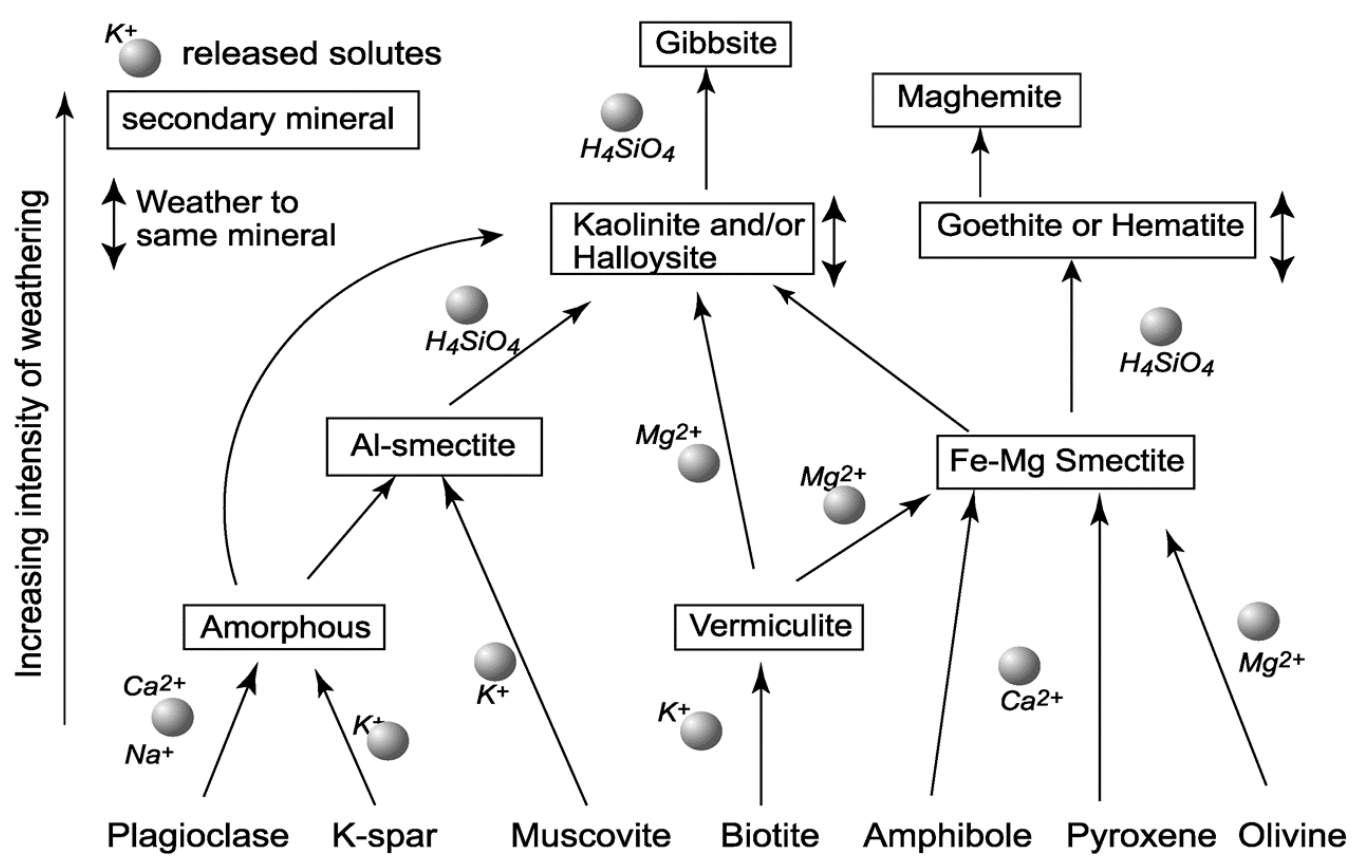 K+
released solutes
secondary mineral
Weather to
same mineral
Increasing intensity of weathering
Gibbsite
H4SiO4
Maghemite
Kaolinite and/or
Halloysite
Goethite or Hematite
H4SiO4
H4SiO4
Al-smectite
Mg2+
Mg2+
Fe-Mg Smectite
Amorphous
Vermiculite
Ca2+
Na+
K+
K+
K+
Ca2+
Mg2+
Plagioclase
K-spar
Muscovite
Biotite
Amphibole
Pyroxene
Olivine